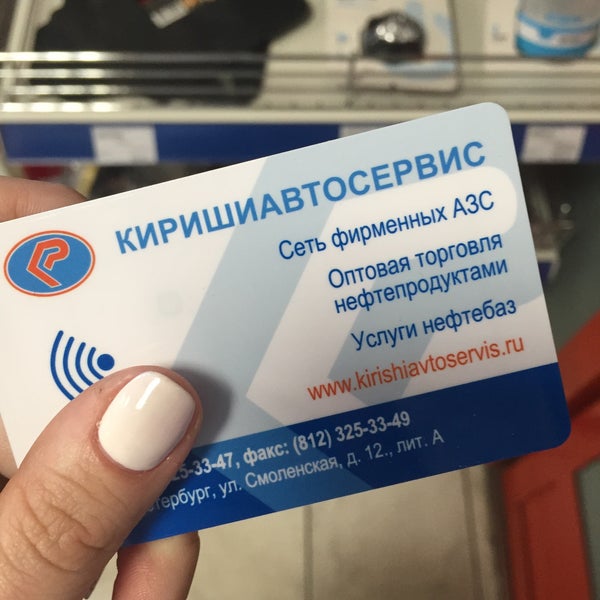 КИРИШИАВТОСЕРВИС
Сеть фирменных АЗС
Оптовая торговля
нефтепродуктами
Услуги нефтебаз
www.kirishiavtoservis.ru
25-33-47, факс: (812) 325-33-49
тербург, ул. Смоленская, д. 12., лит. А